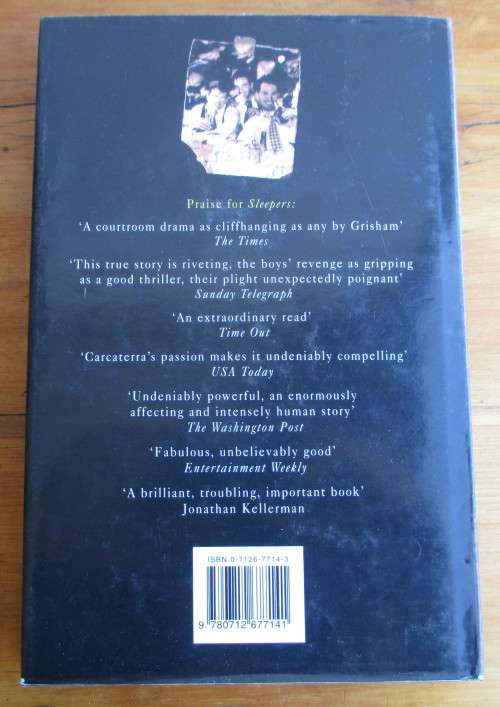 Praise for Sleepers:
‘A courtroom drama as cliffhanging as any by Grisham’
The Times
‘This true story is riveting, the boys’ revenge as gripping
as a good thriller, their plight unexpectedly poignant’
Sunday Telegraph
‘An extraordinary read’
Time Out
‘Carcaterra’s passion makes it undeniably compelling’
USA Today
‘Undeniably powerful, an enormously
affecting and intensely human story’
The Washington Post
‘Fabulous, unbelievably good’
Entertainment Weekly
‘A brilliant, troubling, important book’
Jonathan Kellerman
ISBN 0-7126-7714-3
9 780712 677141